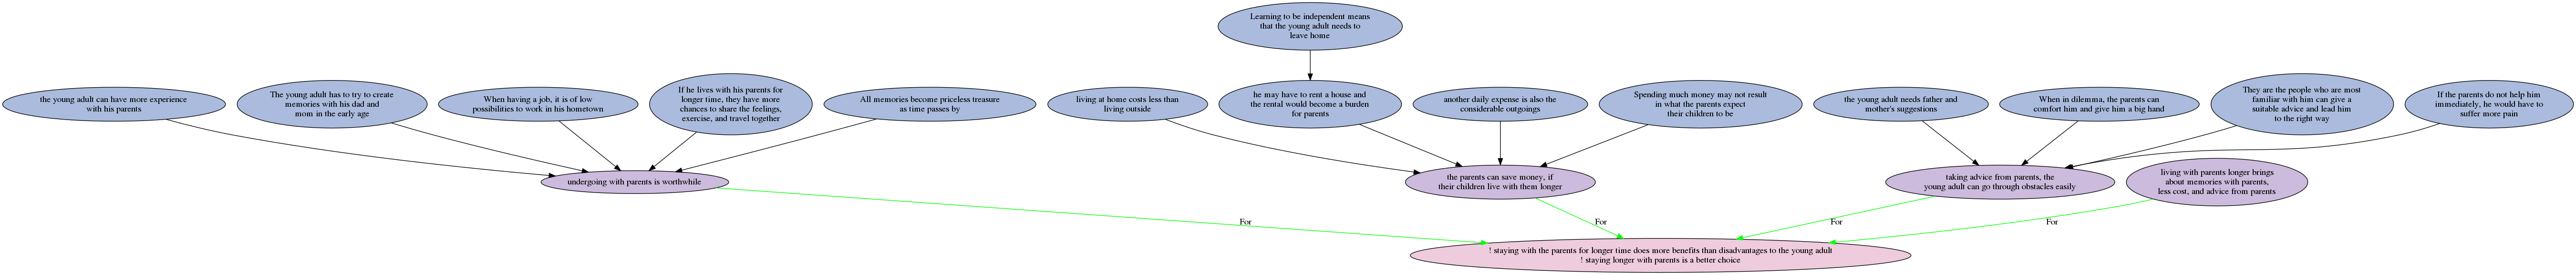 Learning to be independent means
that the young adult needs to
leave home
the young adult can have more experience
with his parents
The young adult has to try to create
memories with his dad and
mom in the early age
When having a job, it is of low
possibilities to work in his hometown
If he lives with his parents for
longer time, they have more
chances to share the feelings,
exercise, and travel together
All memories become priceless treasure
as time passes by
living at home costs less than
living outside
he may have to rent a house and
the rental would become a burden
for parents
another daily expense is also the
considerable outgoings
Spending much money may not result
in what the parents expect
their children to be
the young adult needs father and
mother's suggestions
When in dilemma, the parents can
comfort him and give him a big hand
They are the people who are most
familiar with him can give a
suitable advice and lead him
to the right way
If the parents do not help him
immediately, he would have to
suffer more pain
undergoing with parents is worthwhile
the parents can save money, if
their children live with them longer
taking advice from parents, the
young adult can go through obstacles easily
living with parents longer brings
about memories with parents,
less cost, and advice from parents
For
For
For
For
! staying with the parents for longer time does more benefits than disadvantages to the young adult
! staying longer with parents is a better choice